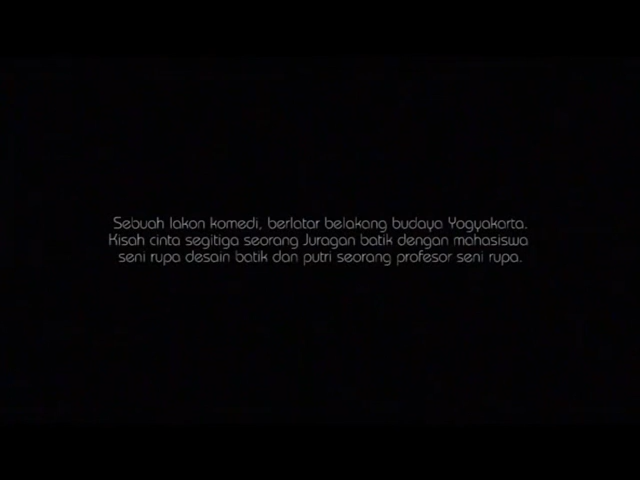 Sebuah lakon komedi, berlatar belakang budaya Yogyakarta.
Kisah cinta segitiga seorang Juragan batik dengan mahasiswa
seni rupa desain batik dan putri seorang profesor seni rupa.